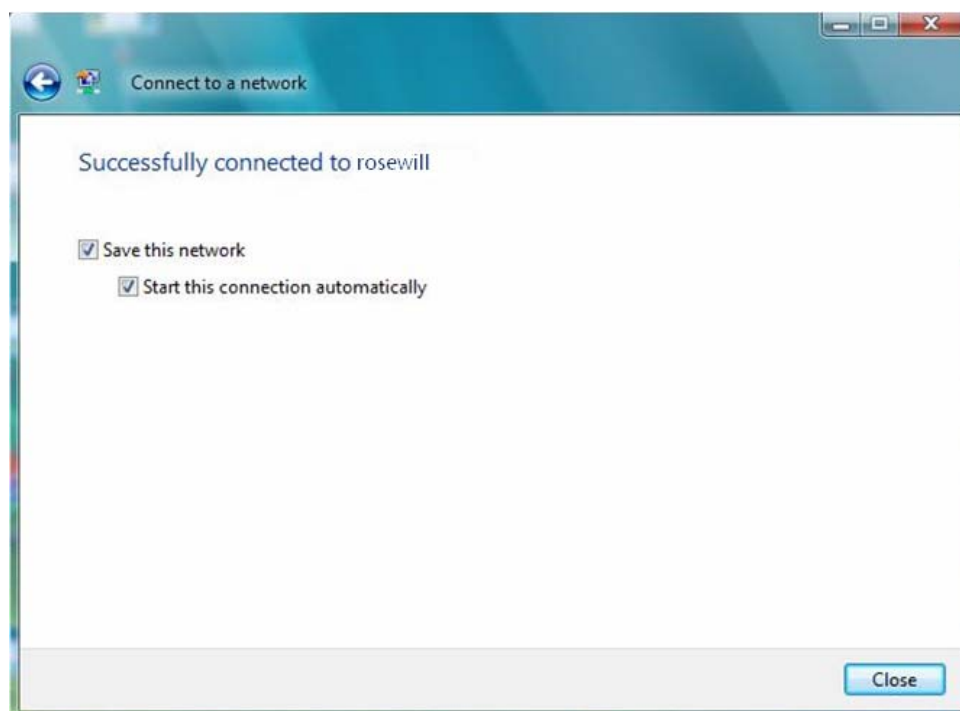 Connect to a network
Successfully connected to rosewill
Save this network
Start this connection automatically
Close